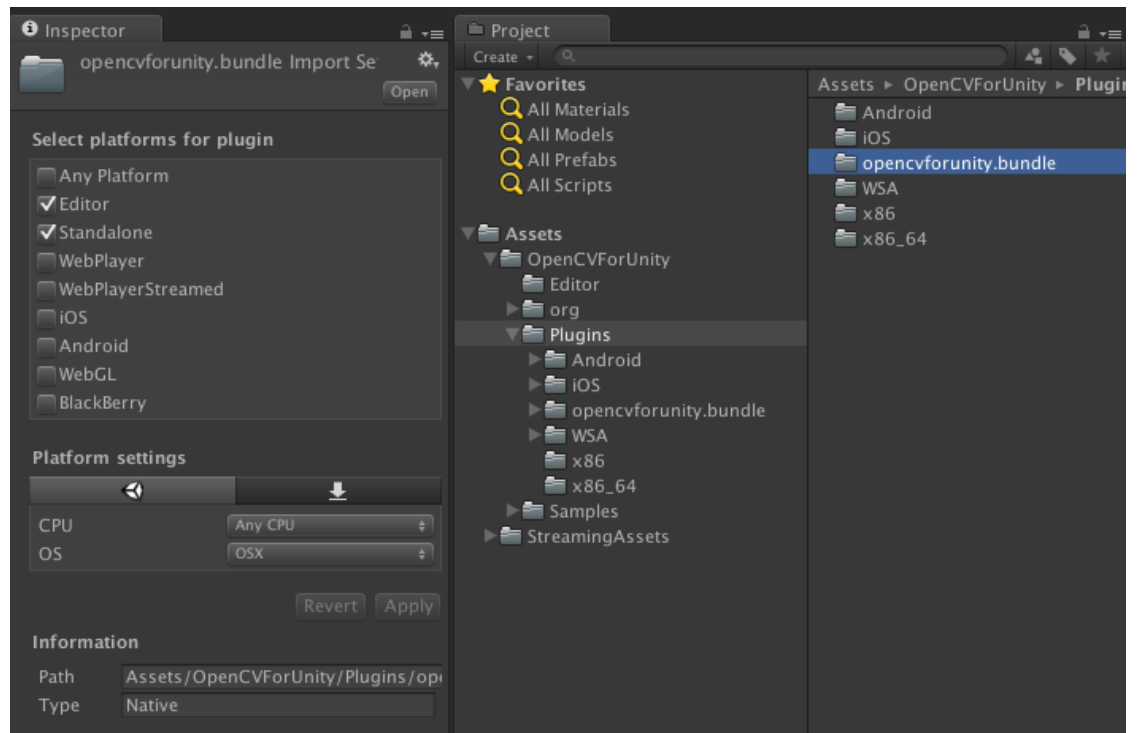 Inspector
opencvforunity.bundle Import Se
Open
Select platforms for plugin
Any Platform
Editor
Standalone
WebPlayer
WebPlayerStreamed
iOS
Android
WebGL
BlackBerry
Platform settings
CPU Any CPU
OS OSX
Revert Apply
Information
Path Assets/OpenCVForUnity/Plugins/ope
Type Native
Project
Create
Favorites
All Materials
All Models
All Prefabs
All Scripts
Assets
OpenCVForUnity
Editor
org
Plugins
Android
iOS
opencvforunity.bundle
WSA
x86
x86_64
Samples
StreamingAssets
Assets ▸ OpenCVForUnity ▸ Plugin
Android
iOS
opencvforunity.bundle
WSA
x86
x86_64